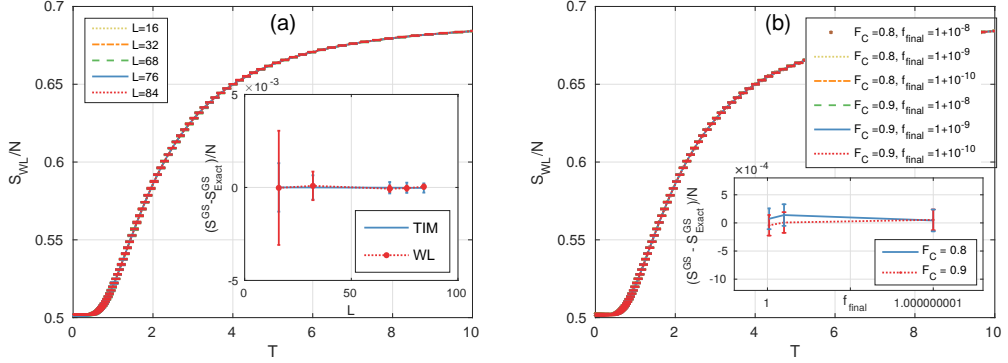 (a)
L=16
L=32
L=68
L=76
L=84
0.65
0.6
0.55
0.5
S_WL/N
0 2 4 6 8 10
T
×10^-3
5
0
-5
(S^GS-S^GS_Exact)/N
0 50 100
L
TIM
WL
(b)
F_C =0.8, f_final =1+10^-8
F_C =0.8, f_final =1+10^-9
F_C =0.8, f_final =1+10^-10
F_C =0.9, f_final =1+10^-8
F_C =0.9, f_final =1+10^-9
F_C =0.9, f_final =1+10^-10
0.65
0.6
0.55
0.5
S_WL/N
0 2 4 6 8 10
T
×10^-4
5
0
-5
-10
(S^GS - S^GS_Exact)/N
1 1.000000001
f_final
F_C = 0.8
F_C = 0.9